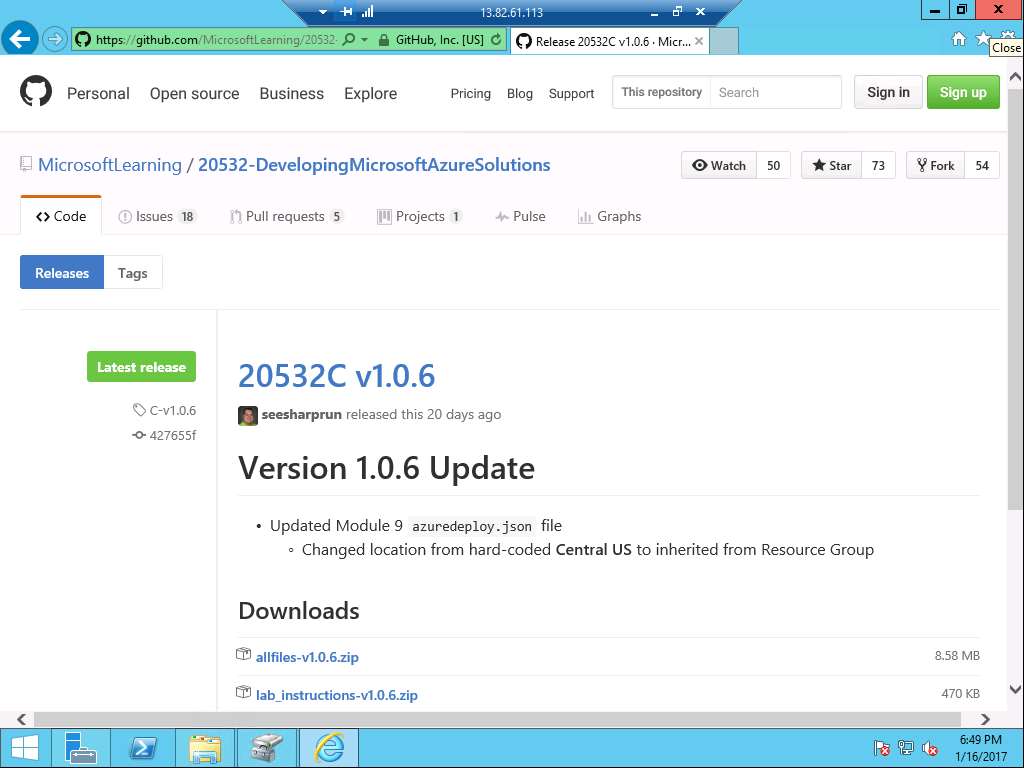 13.82.61.113
https://github.com/MicrosoftLearning/20532-
GitHub, Inc. [US]
Release 20532C v1.0.6 · Micr...
Close
Personal Open source Business Explore Pricing Blog Support This repository Search Sign in Sign up
MicrosoftLearning / 20532-DevelopingMicrosoftAzureSolutions
Watch 50 Star 73 Fork 54
Code Issues 18 Pull requests 5 Projects 1 Pulse Graphs
Releases Tags
Latest release
C-v1.0.6
427655f
20532C v1.0.6
seesharprun released this 20 days ago
Version 1.0.6 Update
• Updated Module 9 azuredeploy.json file
◦ Changed location from hard-coded Central US to inherited from Resource Group
Downloads
allfiles-v1.0.6.zip 8.58 MB
lab_instructions-v1.0.6.zip 470 KB
6:49 PM
1/16/2017